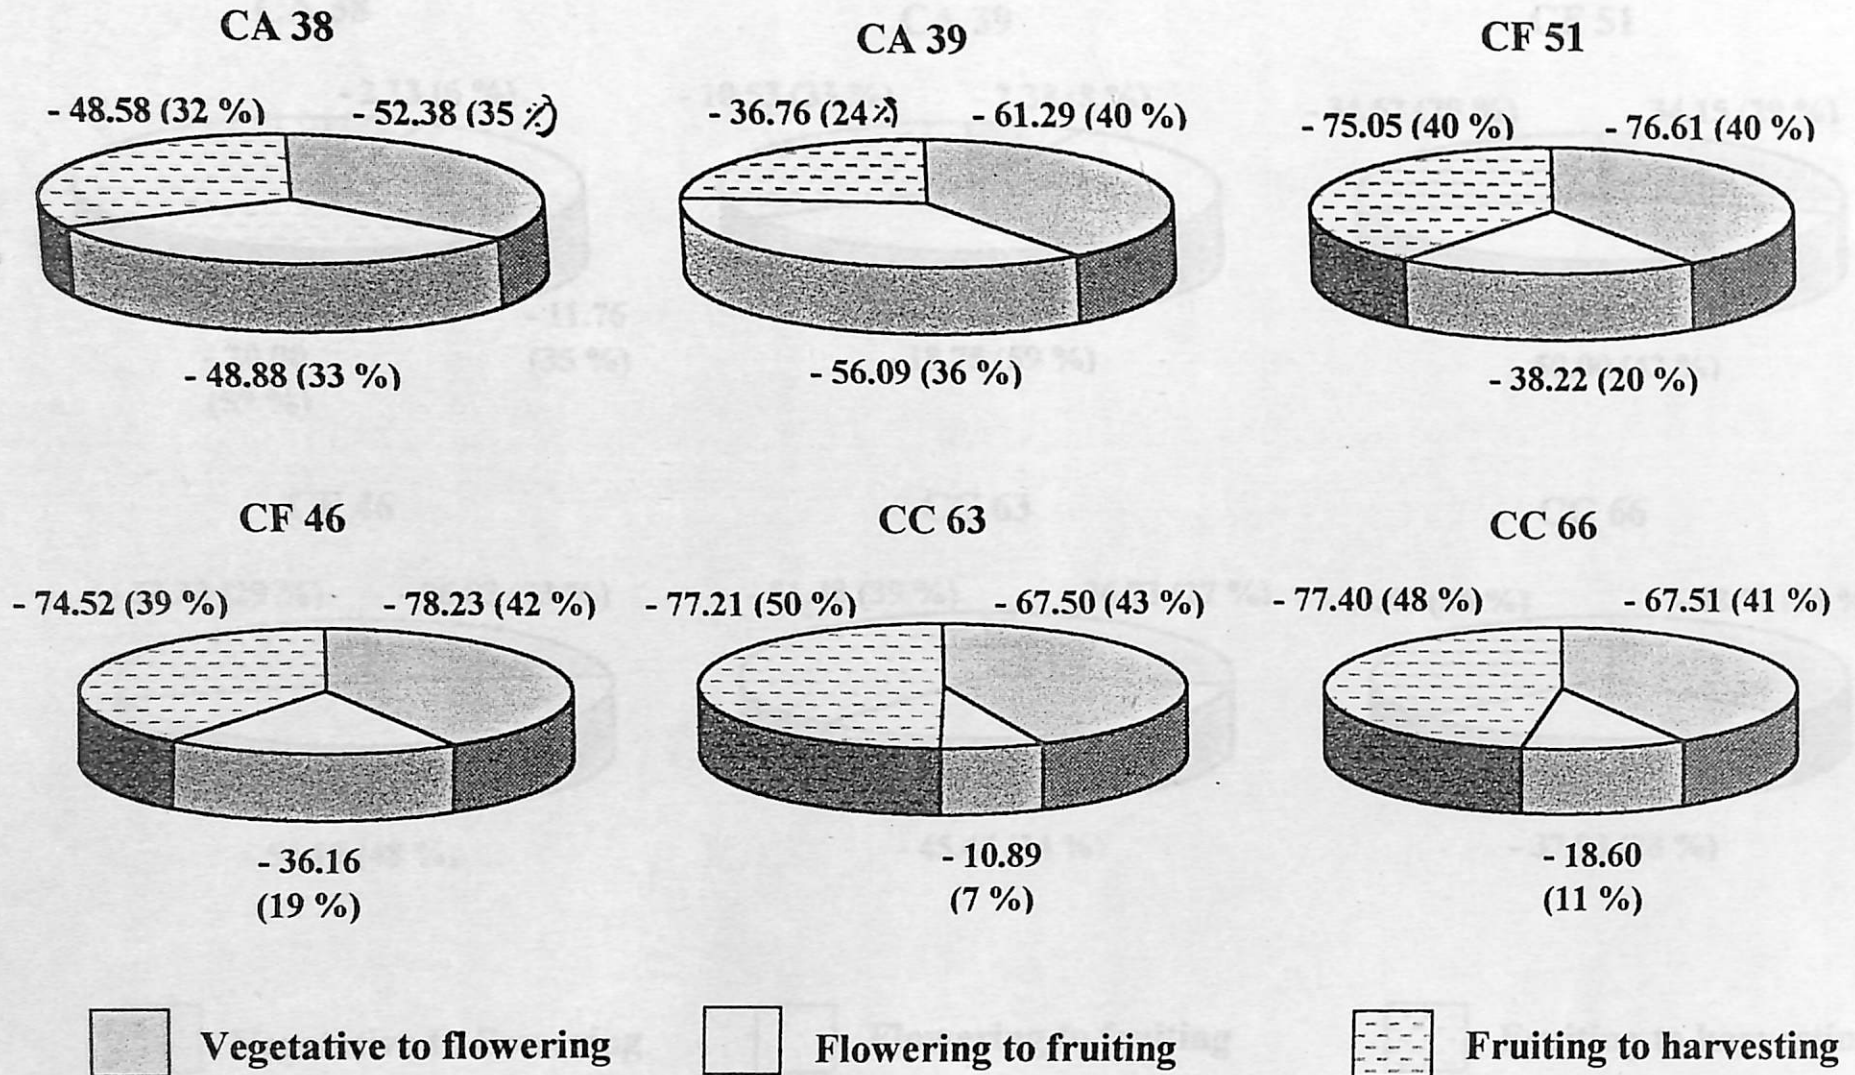 CA 38
CA 39
CF 51
- 48.58 (32 %)
- 52.38 (35 %)
- 36.76 (24%)
- 61.29 (40 %)
- 75.05 (40 %)
- 76.61 (40 %)
- 48.88 (33 %)
- 56.09 (36 %)
- 38.22 (20 %)
CF 46
CC 63
CC 66
- 74.52 (39 %)
- 78.23 (42 %)
- 77.21 (50 %)
- 67.50 (43 %)
- 77.40 (48 %)
- 67.51 (41 %)
- 36.16
(19 %)
- 10.89
(7 %)
- 18.60
(11 %)
Vegetative to flowering
Flowering to fruiting
Fruiting to harvesting